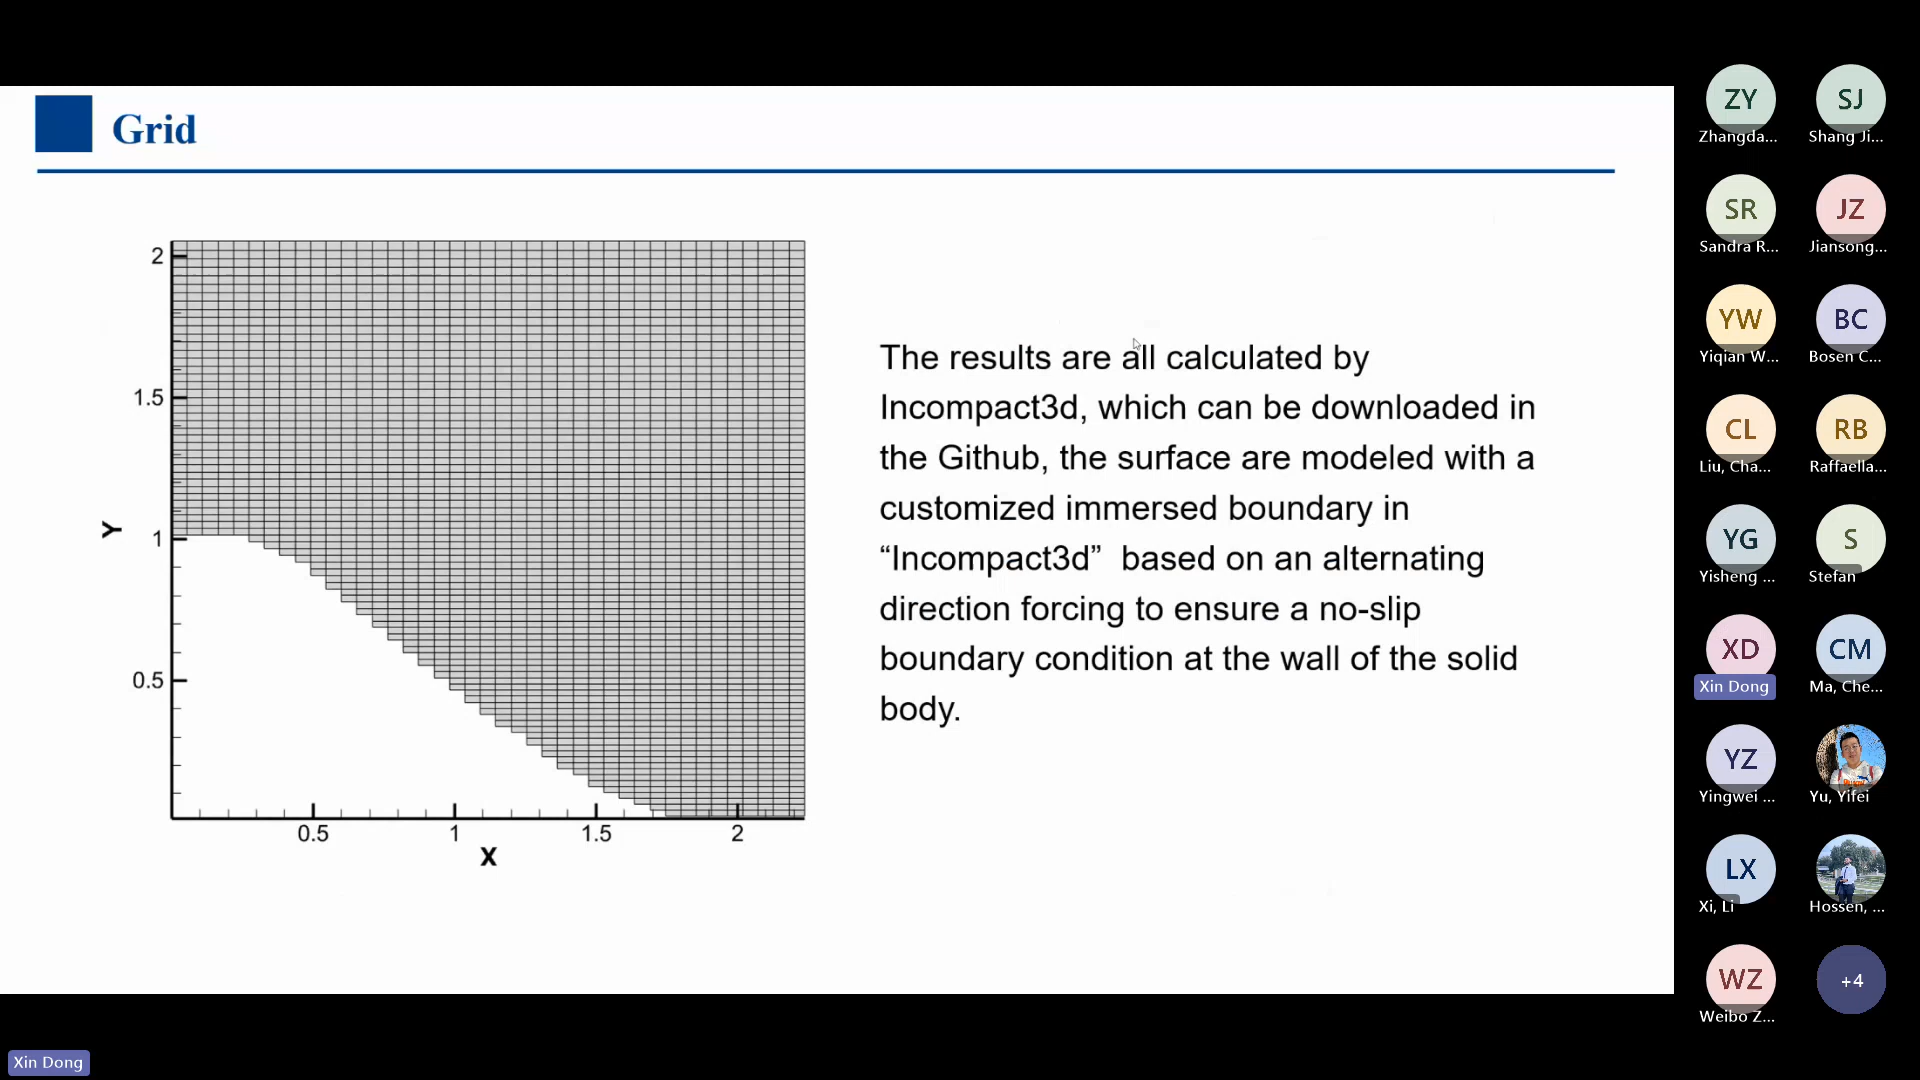 Grid
2
1.5
1
0.5
Y
0.5
1
1.5
2
X
The results are all calculated by
Incompact3d, which can be downloaded in
the Github, the surface are modeled with a
customized immersed boundary in
“Incompact3d”  based on an alternating
direction forcing to ensure a no-slip
boundary condition at the wall of the solid
body.
ZY
Zhangda...
SJ
Shang Ji...
SR
Sandra R...
JZ
Jiansong...
YW
Yiqian W...
BC
Bosen C...
CL
Liu, Cha...
RB
Raffaella...
YG
Yisheng ...
S
Stefan
XD
Xin Dong
CM
Ma, Che...
YZ
Yingwei ...
Yu, Yifei
LX
Xi, Li
Hossen, ...
WZ
Weibo Z...
+4
Xin Dong